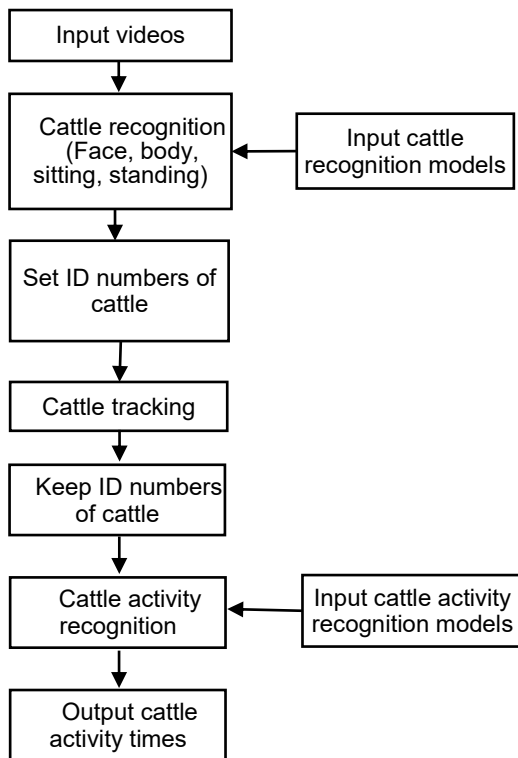 Input videos
Cattle recognition
(Face, body,
sitting, standing)
Input cattle
recognition models
Set ID numbers of
cattle
Cattle tracking
Keep ID numbers
of cattle
Cattle activity
recognition
Input cattle activity
recognition models
Output cattle
activity times